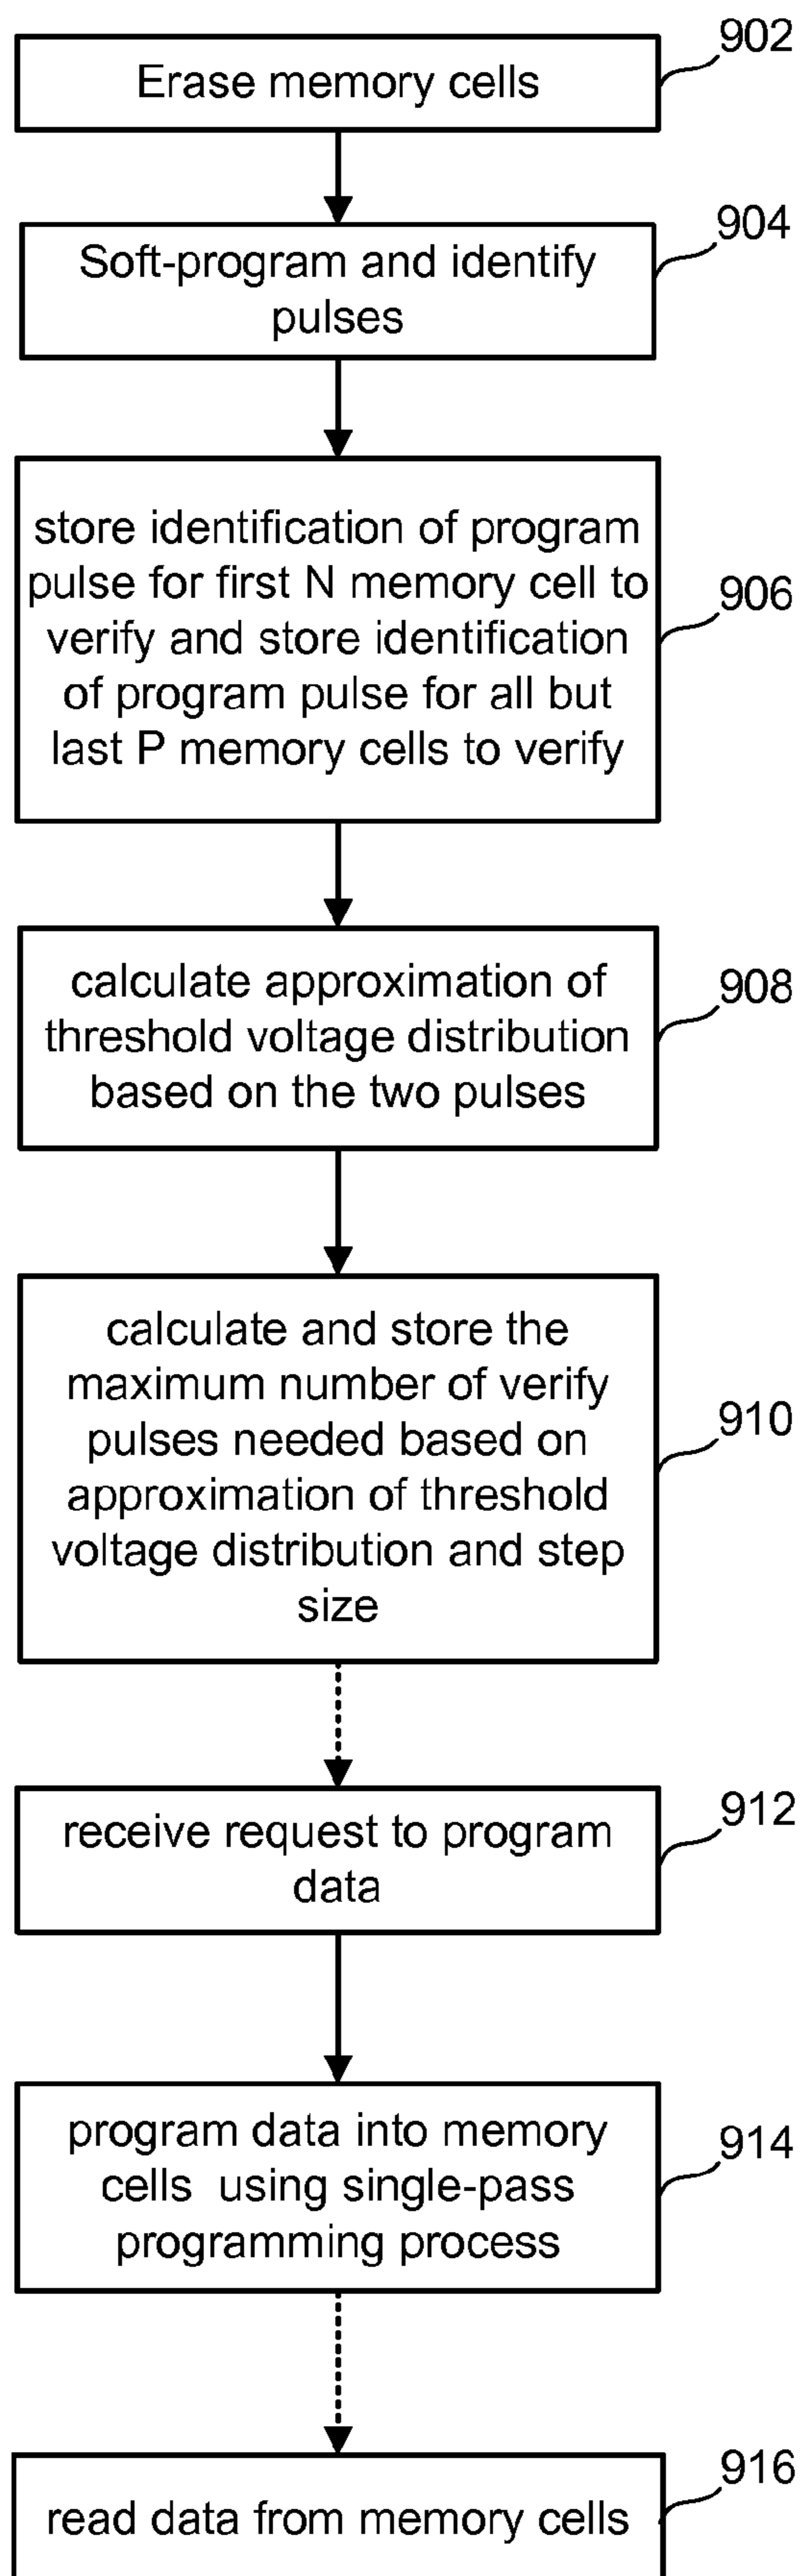 902
Erase memory cells
904
Soft-program and identify
pulses
store identification of program
pulse for first N memory cell to
906
verify and store identification
of program pulse for all but
last P memory cells to verify
calculate approximation of
908
threshold voltage distribution
based on the two pulses
calculate and store the
maximum number of verify
910
pulses needed based on
approximation of threshold
voltage distribution and step
size
912
receive request to program
data
program data into memory
914
cells using single-pass
programming process
916
read data from memory cells